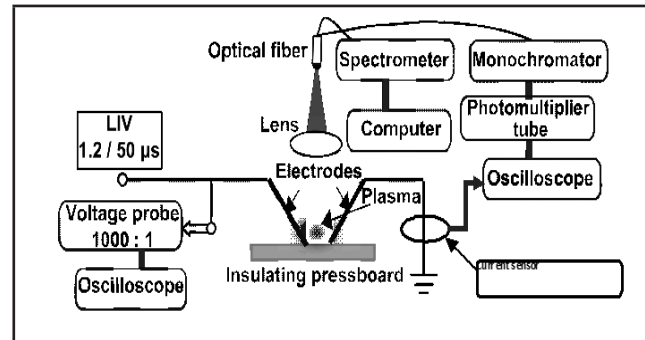 Optical fiber
Spectrometer
Monochromator
Lens
Computer
Photomultiplier
tube
LIV
1.2 / 50 µs
Electrodes
Oscilloscope
Plasma
Voltage probe
1000 : 1
Insulating pressboard
Current sensor
Oscilloscope